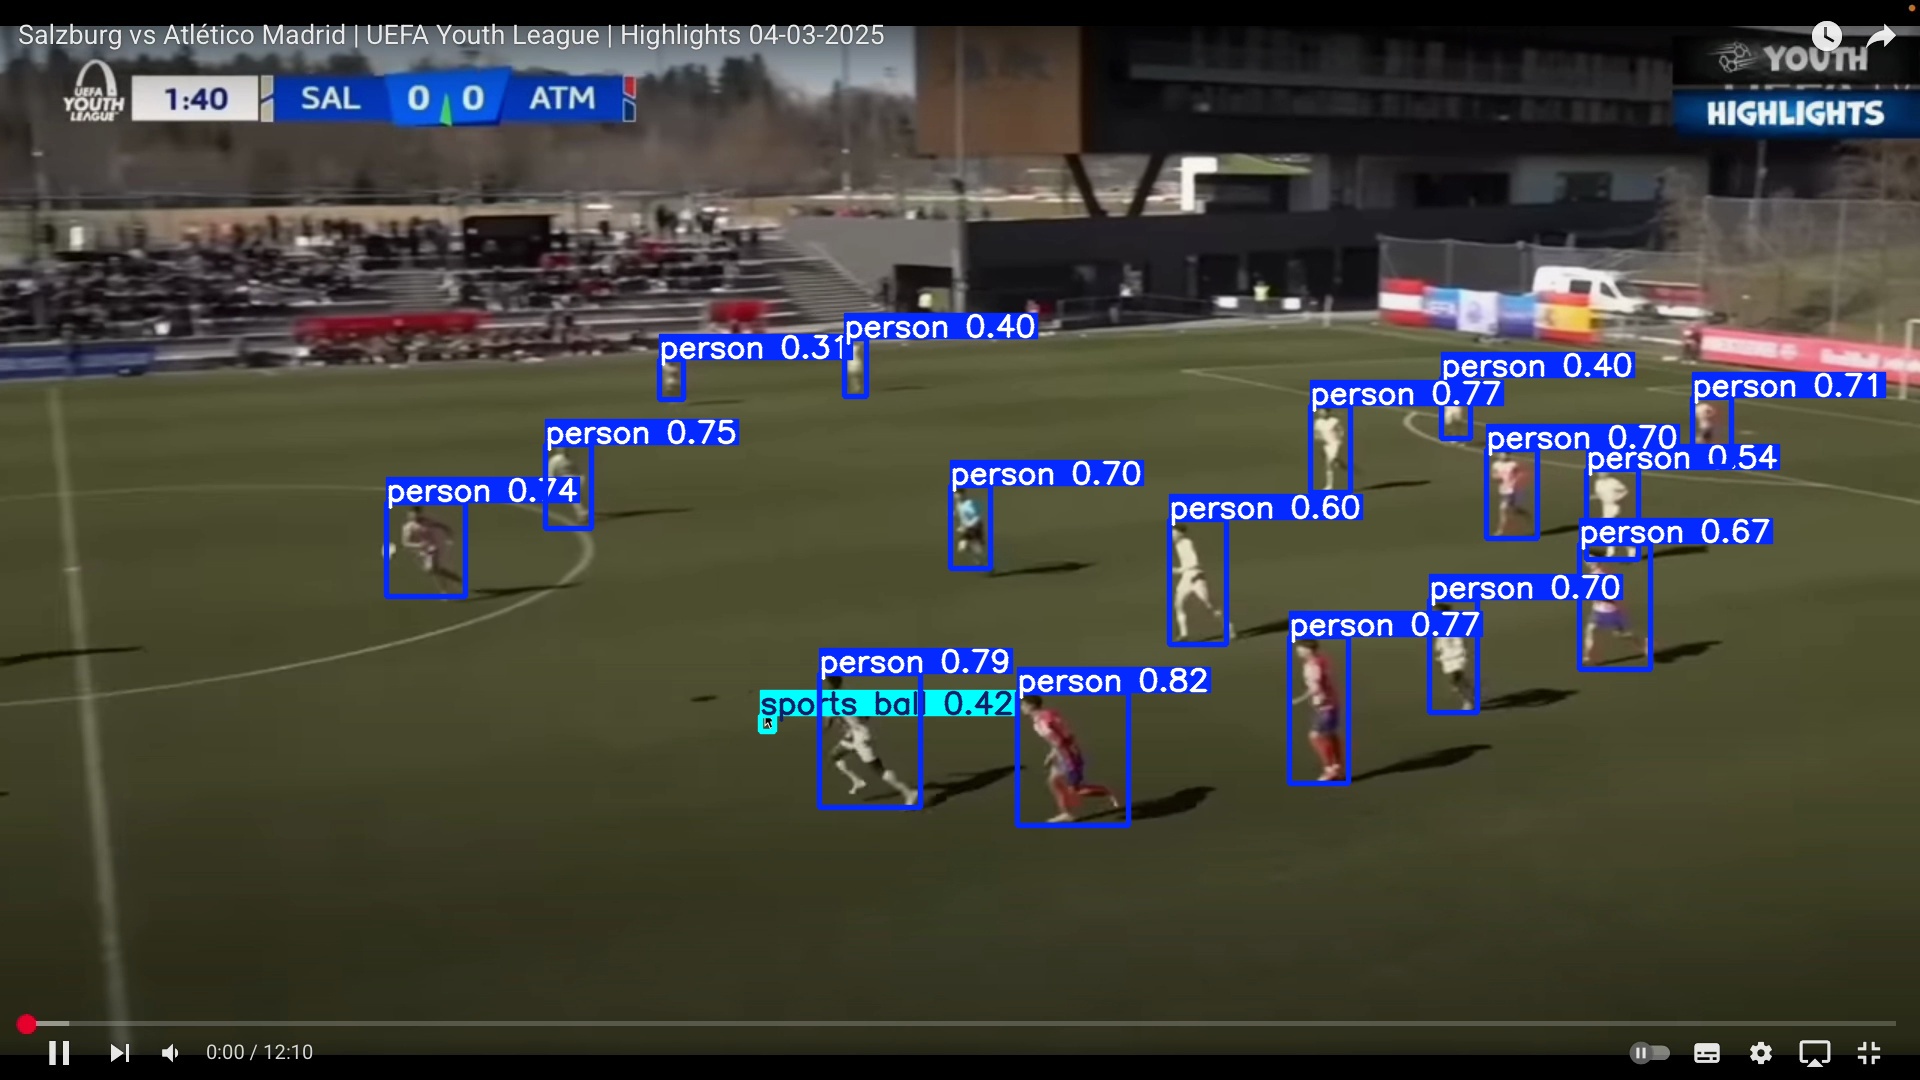 Salzburg vs Atlético Madrid | UEFA Youth League | Highlights 04-03-2025
UEFA
YOUTH
LEAGUE
1:40
SAL
0 0
ATM
YOUTH
HIGHLIGHTS
person 0.40
person 0.31
person 0.40
person 0.77
person 0.71
person 0.75
person 0.70
person 0.54
person 0.70
person 0.74
person 0.60
person 0.67
person 0.70
person 0.77
person 0.79
person 0.82
sports ball 0.42
0:00 / 12:10